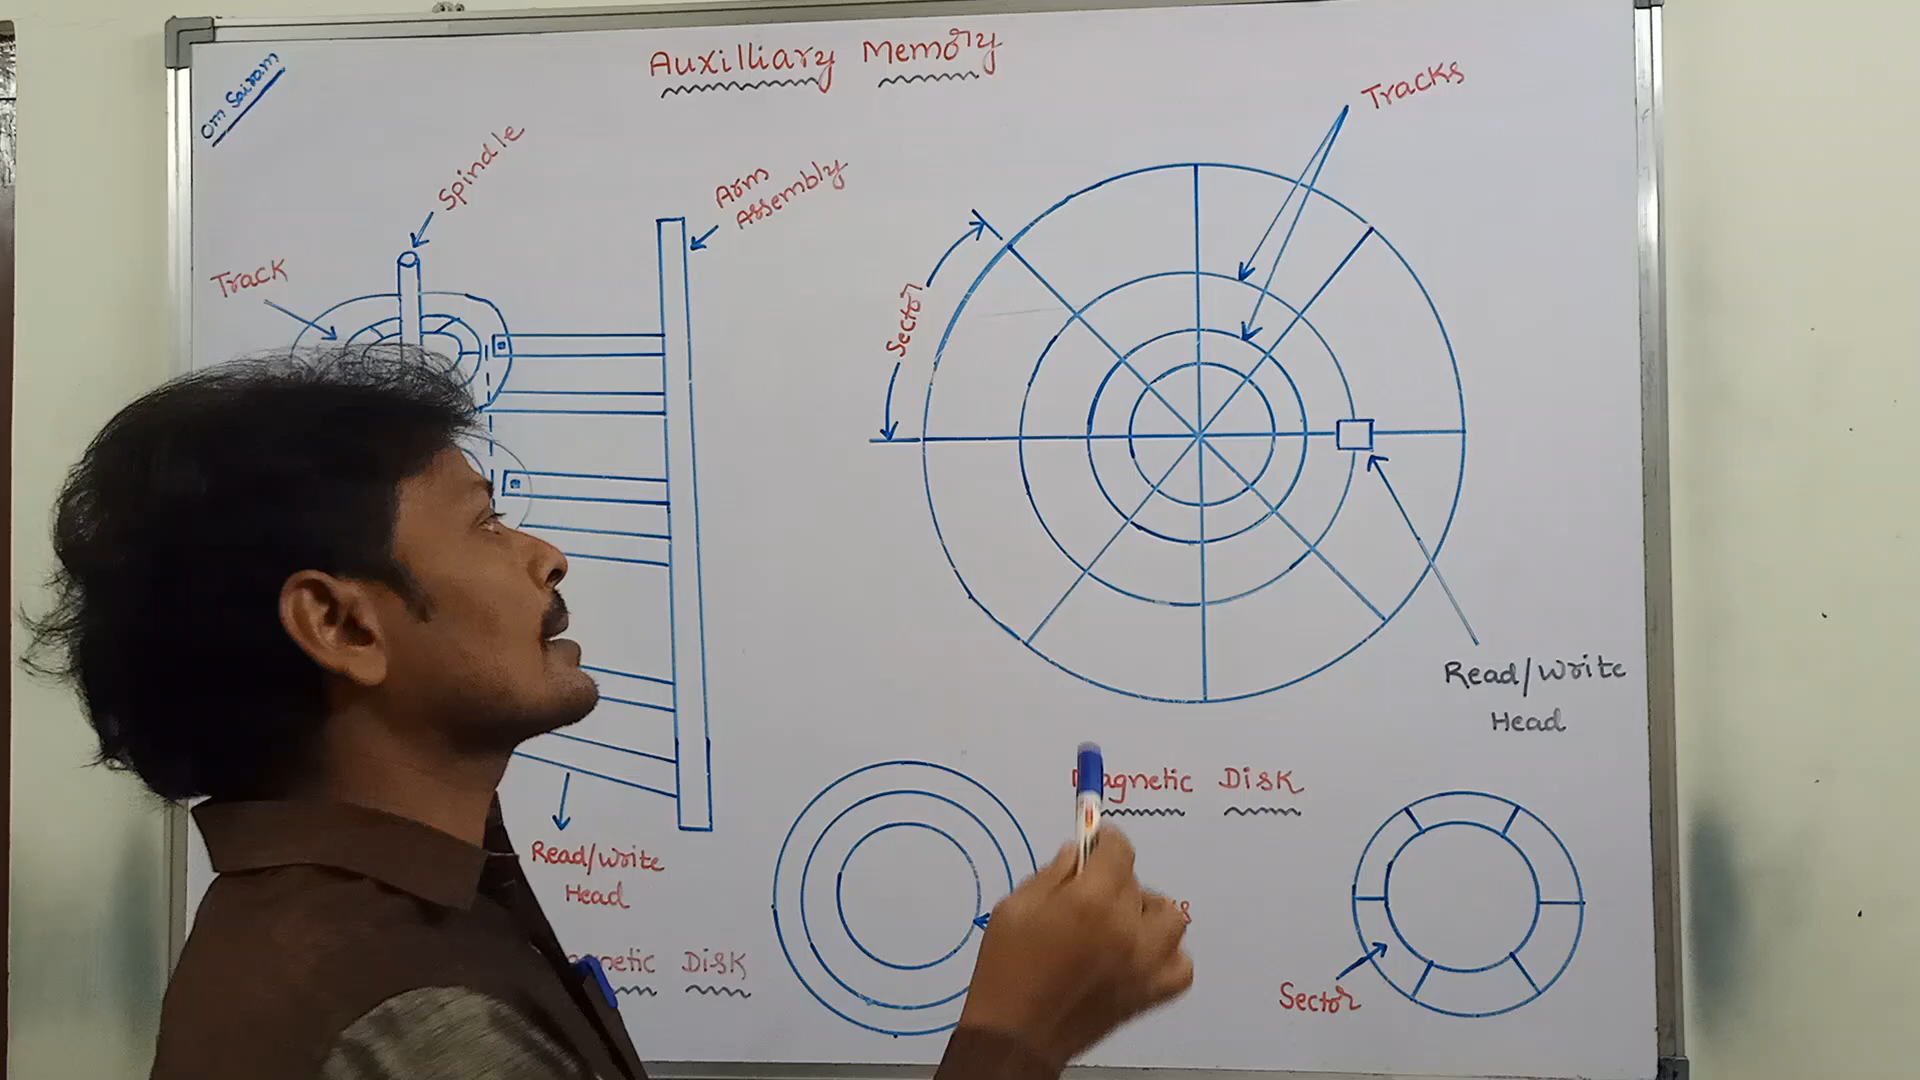 Auxilliary Memory
Om Sairam
Tracks
Spindle
Arm
Assembly
Track
Sector
Read/Write
Head
Magnetic Disk
Read/Write
Head
Disk
Sector